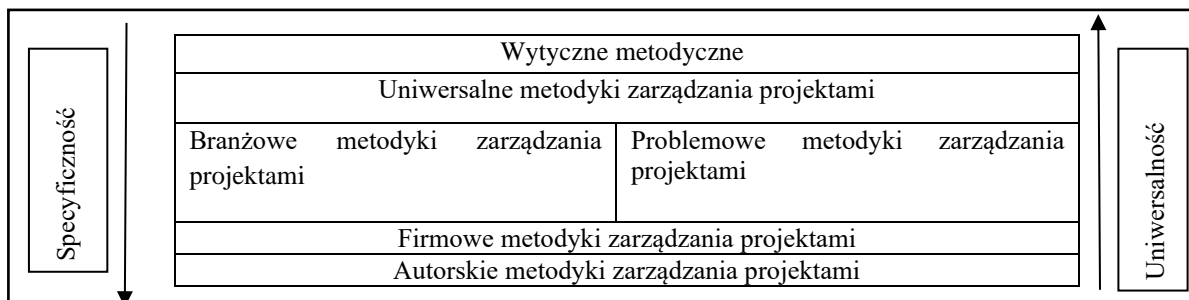 Specyficzność
Wytyczne metodyczne
Uniwersalne metodyki zarządzania projektami
Branżowe metodyki zarządzania
projektami
Problemowe metodyki zarządzania
projektami
Firmowe metodyki zarządzania projektami
Autorskie metodyki zarządzania projektami
Uniwersalność